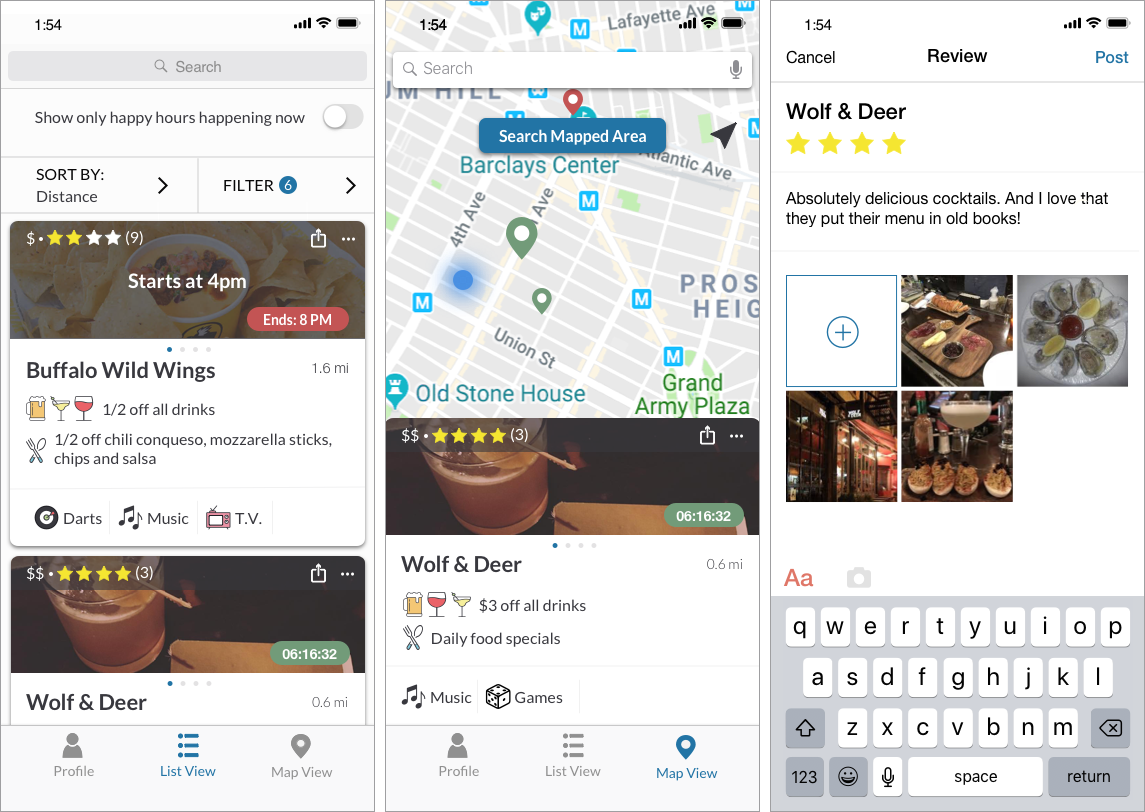 1:54
Search
Show only happy hours happening now
SORT BY:
Distance
FILTER 6
$ • (9)
Starts at 4pm
Ends: 8 PM
Buffalo Wild Wings
1.6 mi
1/2 off all drinks
1/2 off chili conqueso, mozzarella sticks,
chips and salsa
Darts
Music
T.V.
$$ • (3)
06:16:32
Wolf & Deer
0.6 mi
Profile
List View
Map View
1:54
Lafayette Ave
M
Search
UM HILL
Search Mapped Area
Atlantic Ave
Barclays Center
M
4th Ave
Ave
M
M
PROS
HEIG
Union St
M
Old Stone House
Grand
Army Plaza
$$ • (3)
06:16:32
Wolf & Deer
0.6 mi
$3 off all drinks
Daily food specials
Music
Games
Profile
List View
Map View
1:54
Cancel
Review
Post
Wolf & Deer
Absolutely delicious cocktails. And I love that
they put their menu in old books!
Aa
q w e r t y u i o p
a s d f g h j k l
z x c v b n m
123
space
return